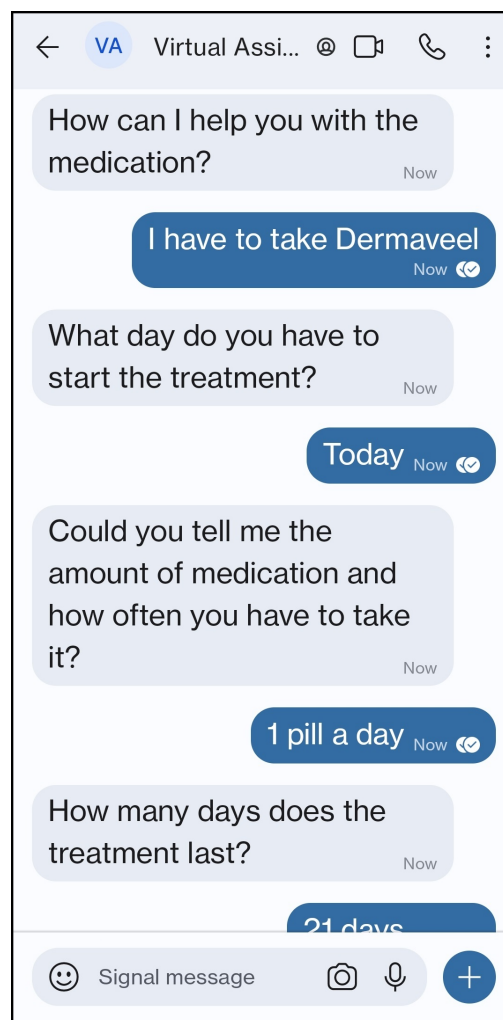 VA Virtual Assi...
How can I help you with the
medication?
Now
I have to take Dermaveel
Now
What day do you have to
start the treatment?
Now
Today Now
Could you tell me the
amount of medication and
how often you have to take
it?
Now
1 pill a day Now
How many days does the
treatment last?
Now
21 days
Signal message